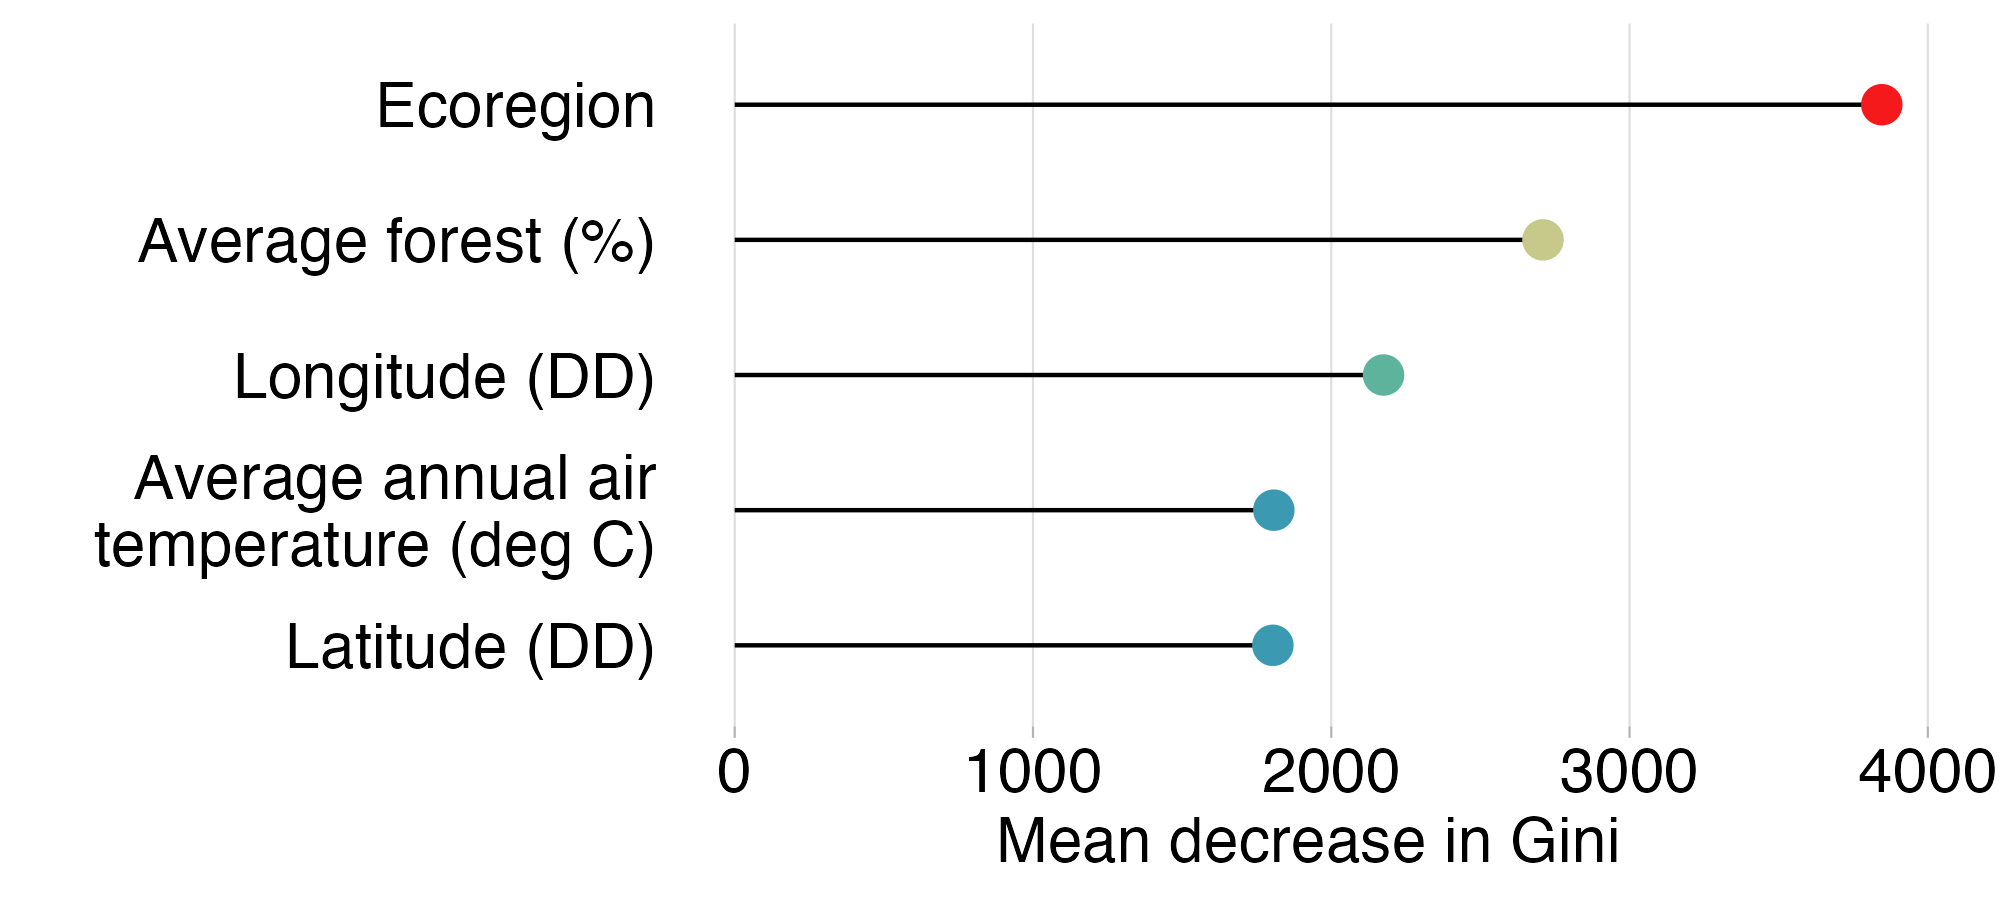 Ecoregion
Average forest (%)
Longitude (DD)
Average annual air
temperature (deg C)
Latitude (DD)
0 1000 2000 3000 4000
Mean decrease in Gini